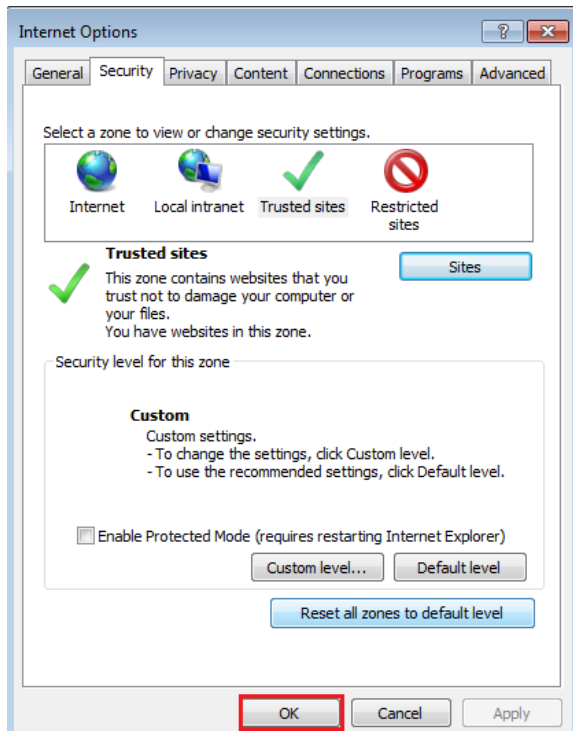 Internet Options
General Security Privacy Content Connections Programs Advanced
Select a zone to view or change security settings.
Internet Local intranet Trusted sites Restricted
sites
Trusted sites
Sites
This zone contains websites that you
trust not to damage your computer or
your files.
You have websites in this zone.
Security level for this zone
Custom
Custom settings.
- To change the settings, click Custom level.
- To use the recommended settings, click Default level.
Enable Protected Mode (requires restarting Internet Explorer)
Custom level... Default level
Reset all zones to default level
OK Cancel Apply